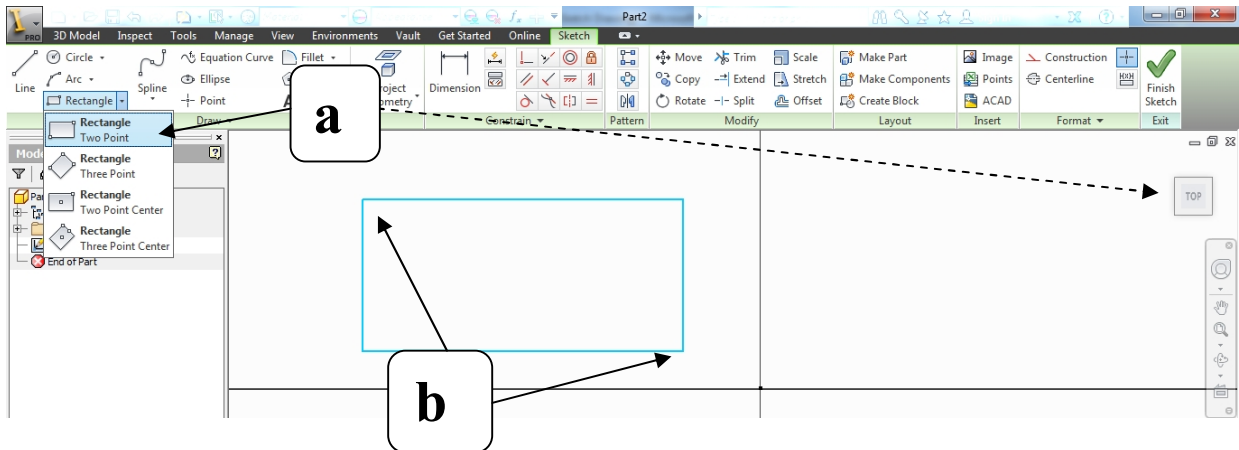 Part2
PRO 3D Model Inspect Tools Manage View Environments Vault Get Started Online Sketch
Circle Equation Curve Fillet Move Trim Scale Make Part Image Construction
Line Arc Spline Ellipse Dimension Copy Extend Stretch Make Components Points Centerline Finish Sketch
Rectangle Point Rotate Split Offset Create Block ACAD
Draw Constrain Pattern Modify Layout Insert Format Exit
Rectangle
Two Point
Rectangle
Three Point
Rectangle
Two Point Center
Rectangle
Three Point Center
End of Part
a
TOP
b